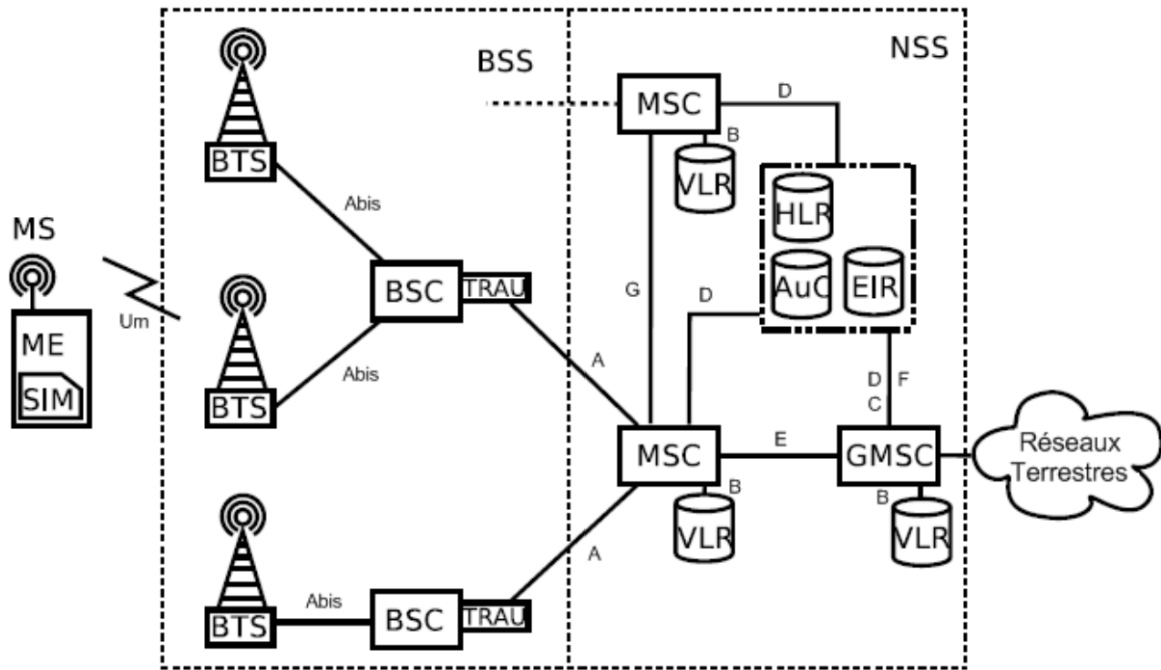 BSS
NSS
BTS
Abis
MS
ME
SIM
Um
BTS
Abis
BSC
TRAU
BTS
Abis
BSC
TRAU
A
A
MSC
D
B
VLR
HLR
AuC
EIR
G
D
D
F
C
MSC
E
GMSC
B
VLR
B
VLR
Réseaux
Terrestres